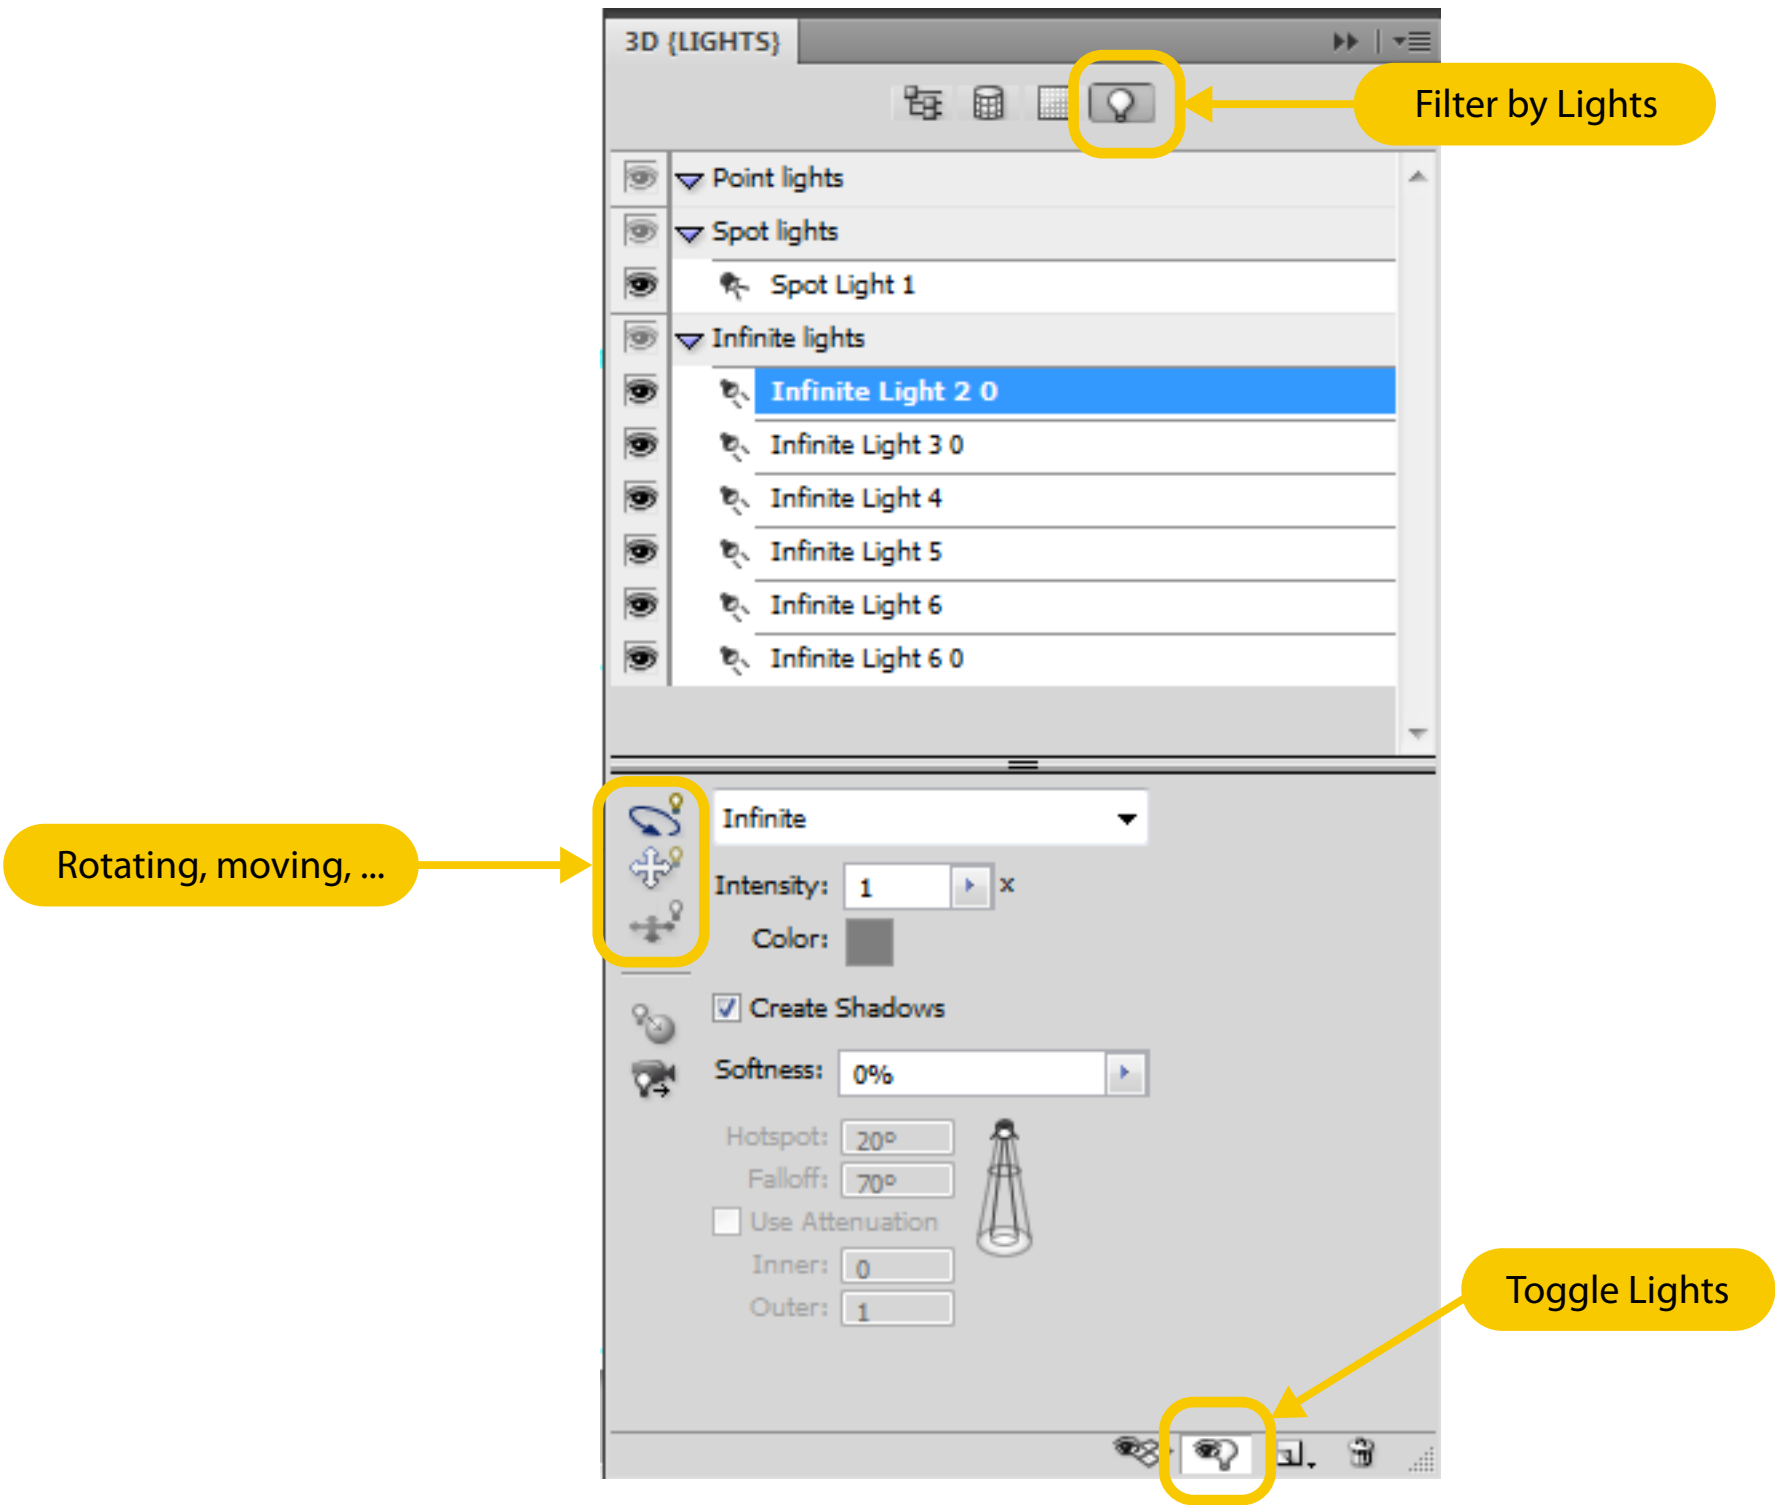 3D {LIGHTS}
Filter by Lights
Point lights
Spot lights
Spot Light 1
Infinite lights
Infinite Light 2 0
Infinite Light 3 0
Infinite Light 4
Infinite Light 5
Infinite Light 6
Infinite Light 6 0
Rotating, moving, ...
Infinite
Intensity: 1 x
Color:
Create Shadows
Softness: 0%
Hotspot: 20º
Falloff: 70º
Use Attenuation
Inner: 0
Outer: 1
Toggle Lights